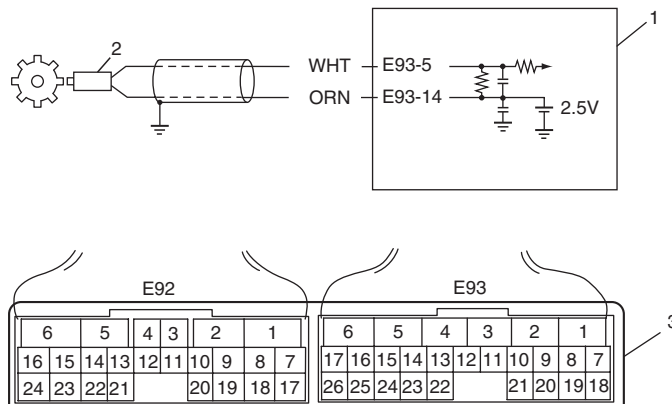 1
2
WHT E93-5
ORN E93-14
2.5V
E92 E93
3
6 5 4 3 2 1 6 5 4 3 2 1
16 15 14 13 12 11 10 9 8 7 17 16 15 14 13 12 11 10 9 8 7
24 23 22 21 20 19 18 17 26 25 24 23 22 21 20 19 18